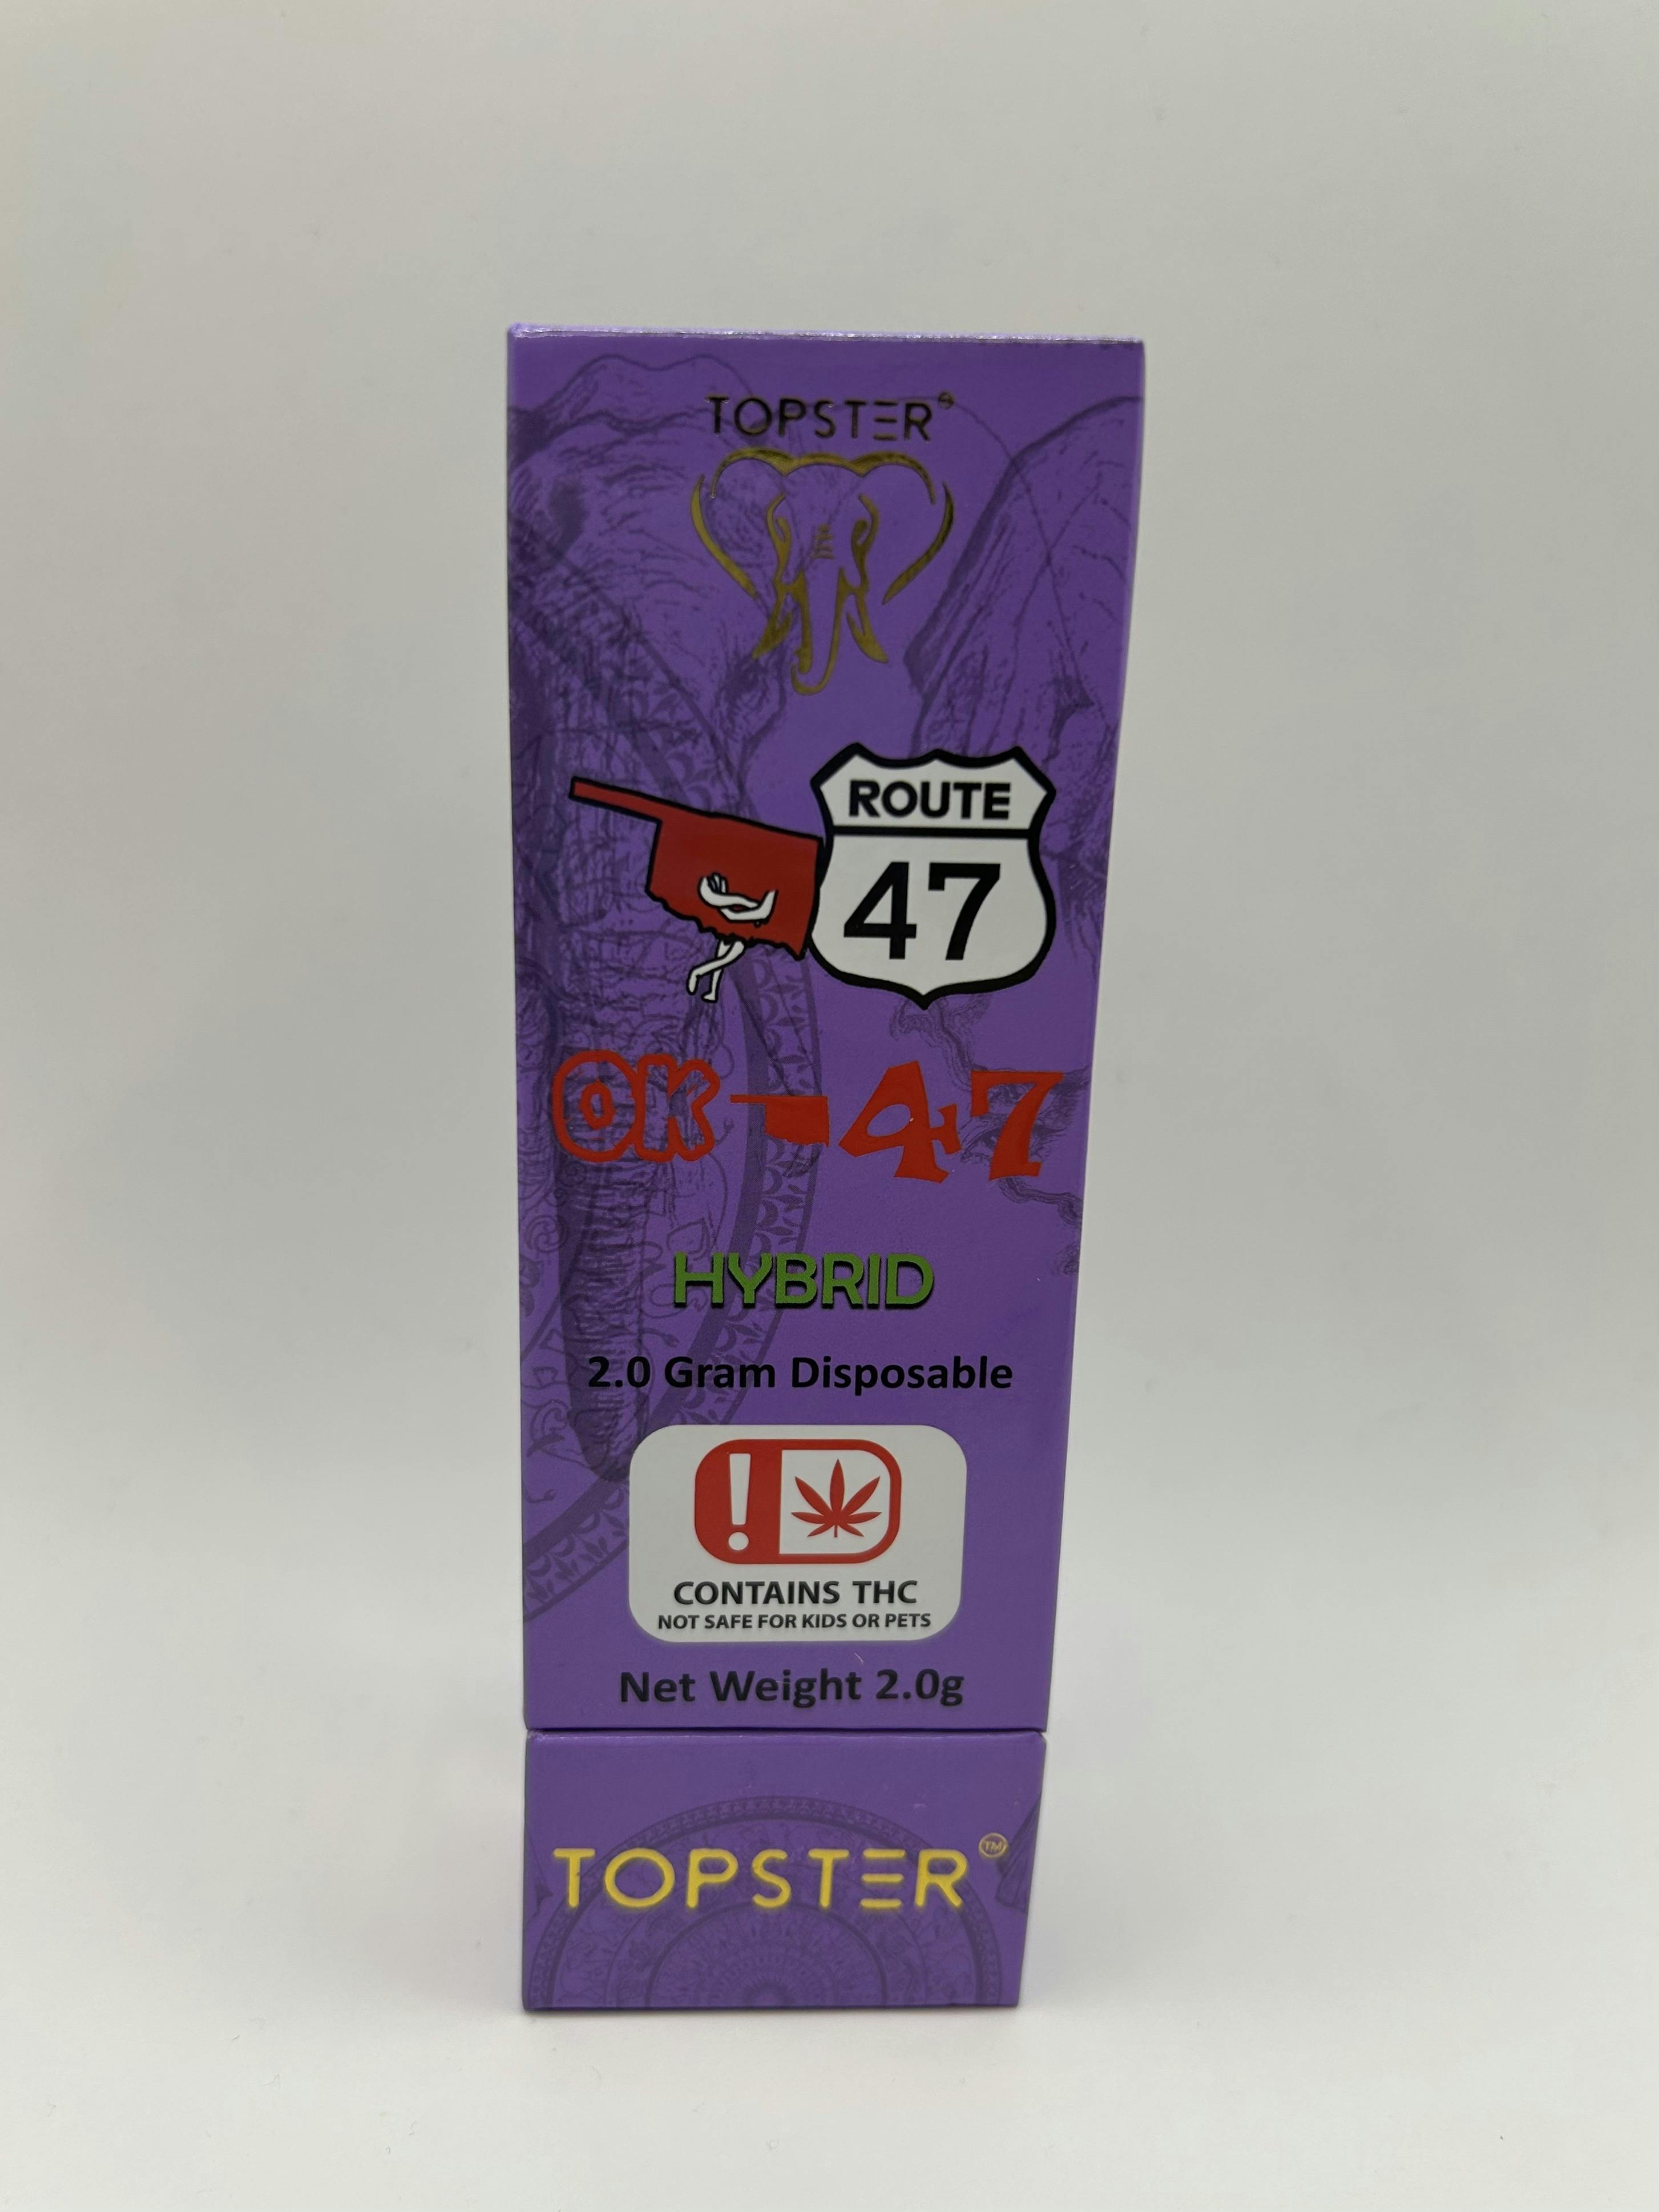 TOPSTER
ROUTE
47
OK-47
HYBRID
2.0 Gram Disposable
!
CONTAINS THC
NOT SAFE FOR KIDS OR PETS
Net Weight 2.0g
TOPSTER™